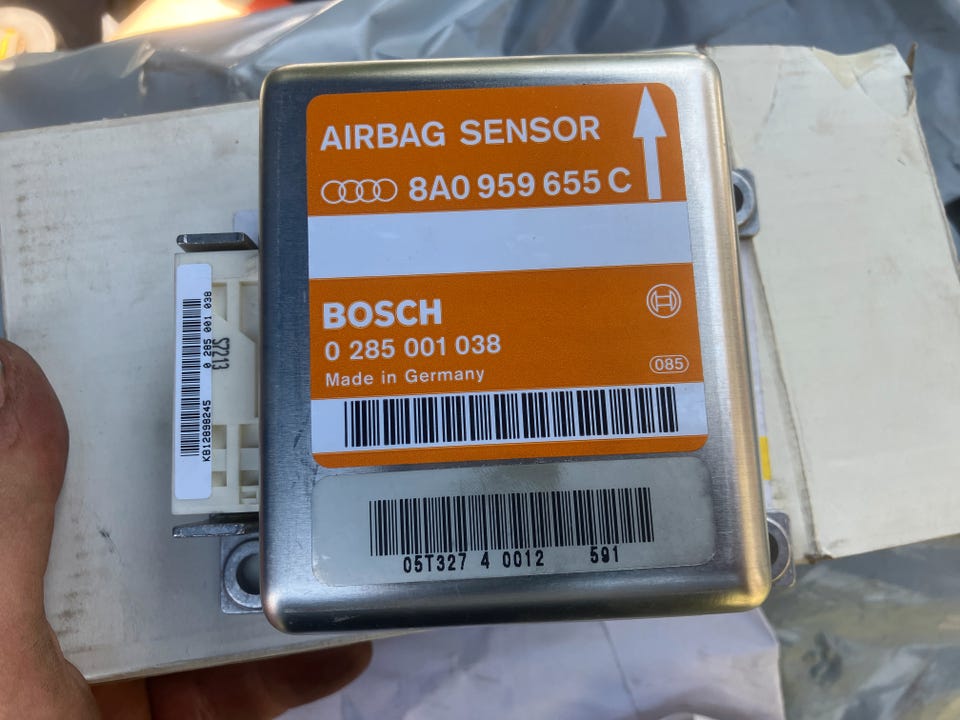 AIRBAG SENSOR
8A0 959 655 C
BOSCH
0 285 001 038
Made in Germany
085
05T327 4 0012 591
0 285 001 038
S7213
KB12898245